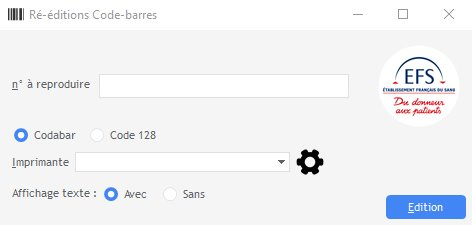 Ré-éditions Code-barres
n° à reproduire
EFS
ÉTABLISSEMENT FRANÇAIS DU SANG
Du donneur
aux patients
Codabar Code 128
Imprimante
Affichage texte : Avec Sans
Edition